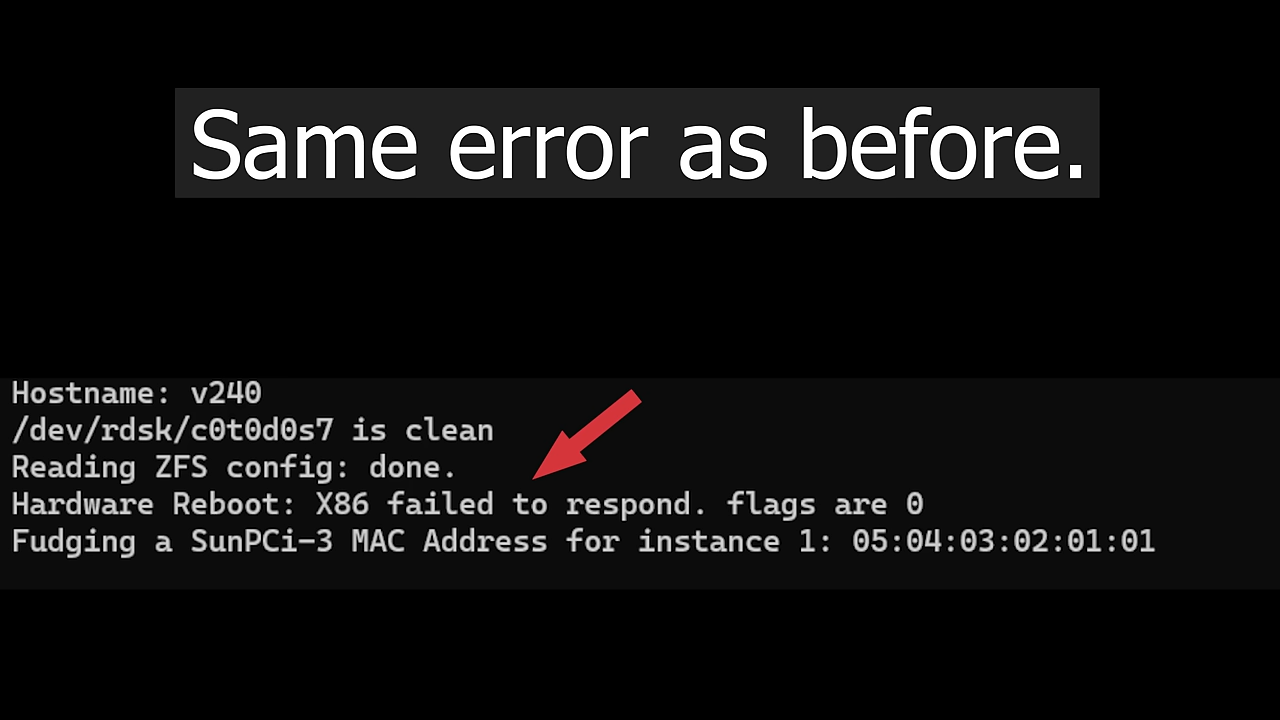 Same error as before.
Hostname: v240
/dev/rdsk/c0t0d0s7 is clean
Reading ZFS config: done.
Hardware Reboot: X86 failed to respond. flags are 0
Fudging a SunPCi-3 MAC Address for instance 1: 05:04:03:02:01:01